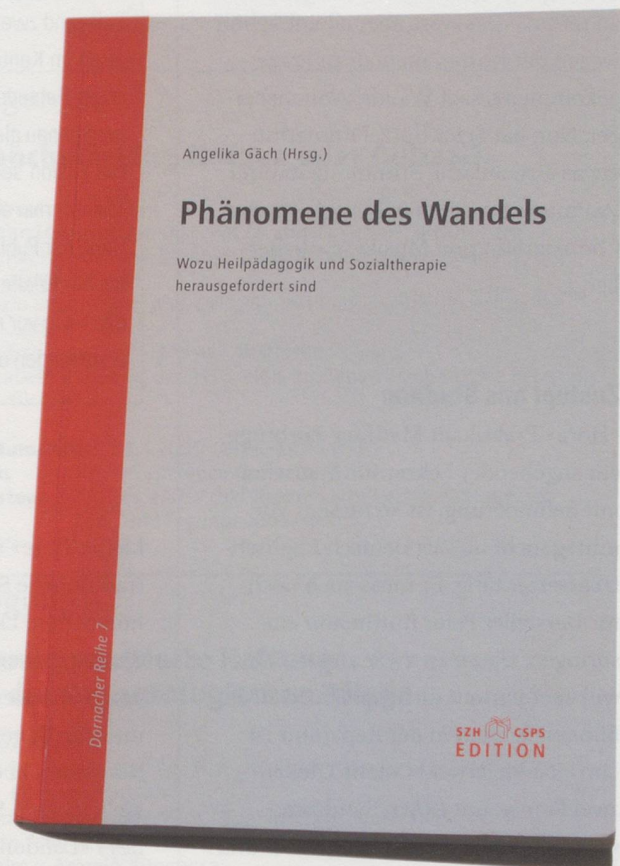 Angelika Gäch (Hrsg.)
Phänomene des Wandels
Wozu Heilpädagogik und Sozialtherapie
herausgefordert sind
Dornacher Reihe 7
SZH CSPS
EDITION